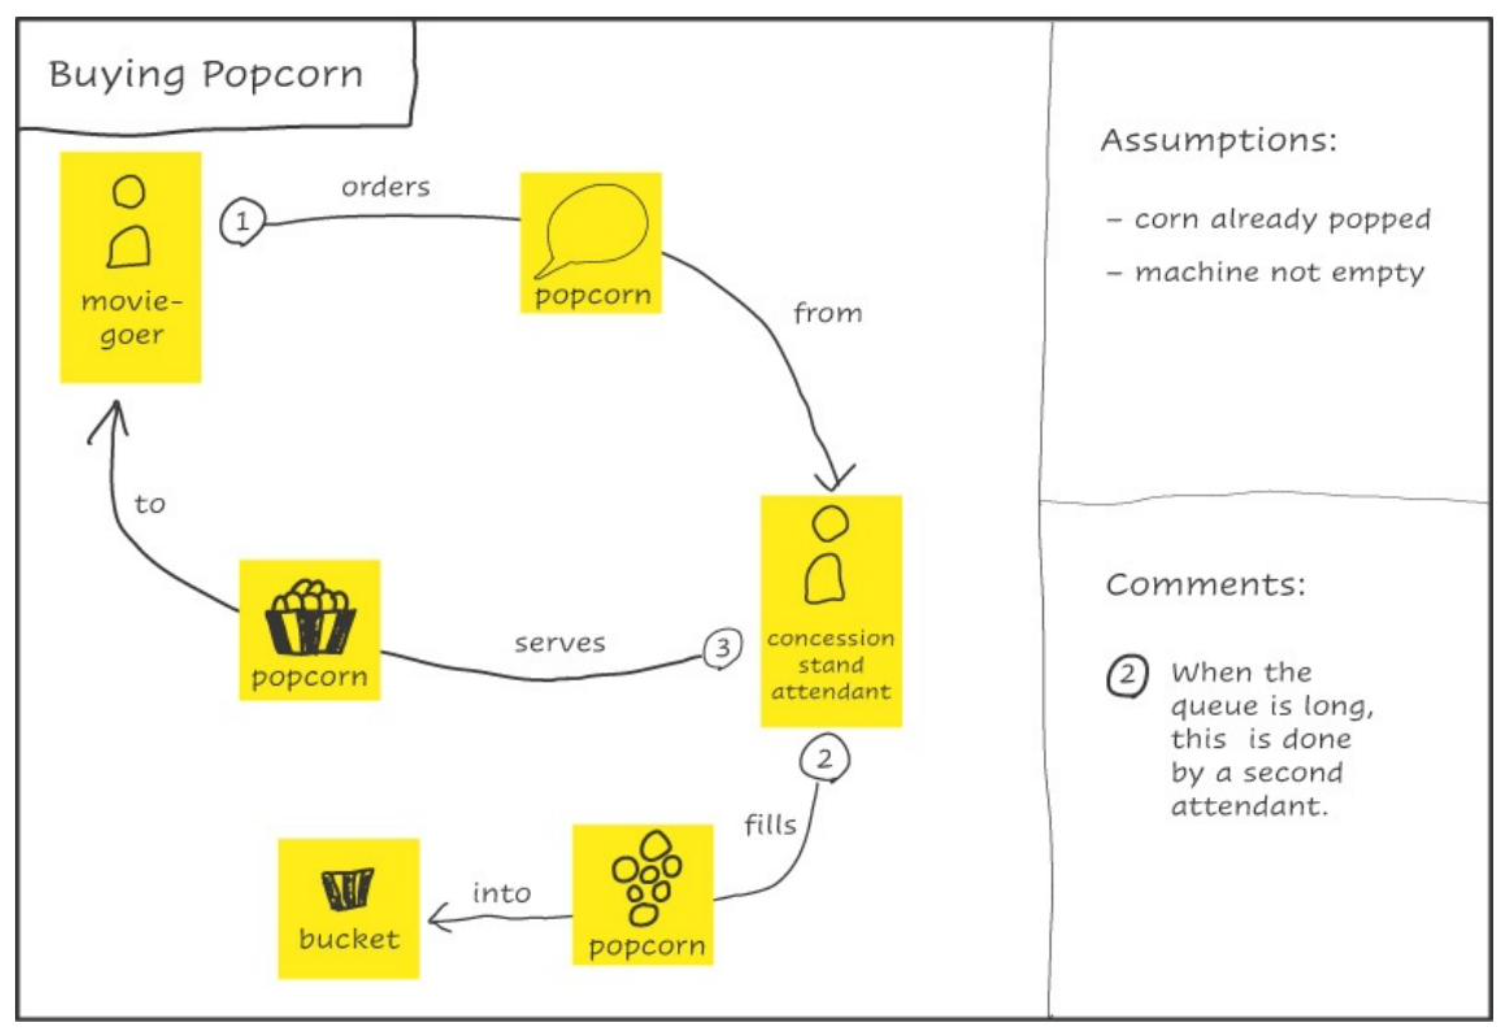 Buying Popcorn
movie-
goer
1
orders
popcorn
from
to
popcorn
serves
3
concession
stand
attendant
2
fills
into
bucket
popcorn
Assumptions:
– corn already popped
– machine not empty
Comments:
2 When the
queue is long,
this is done
by a second
attendant.